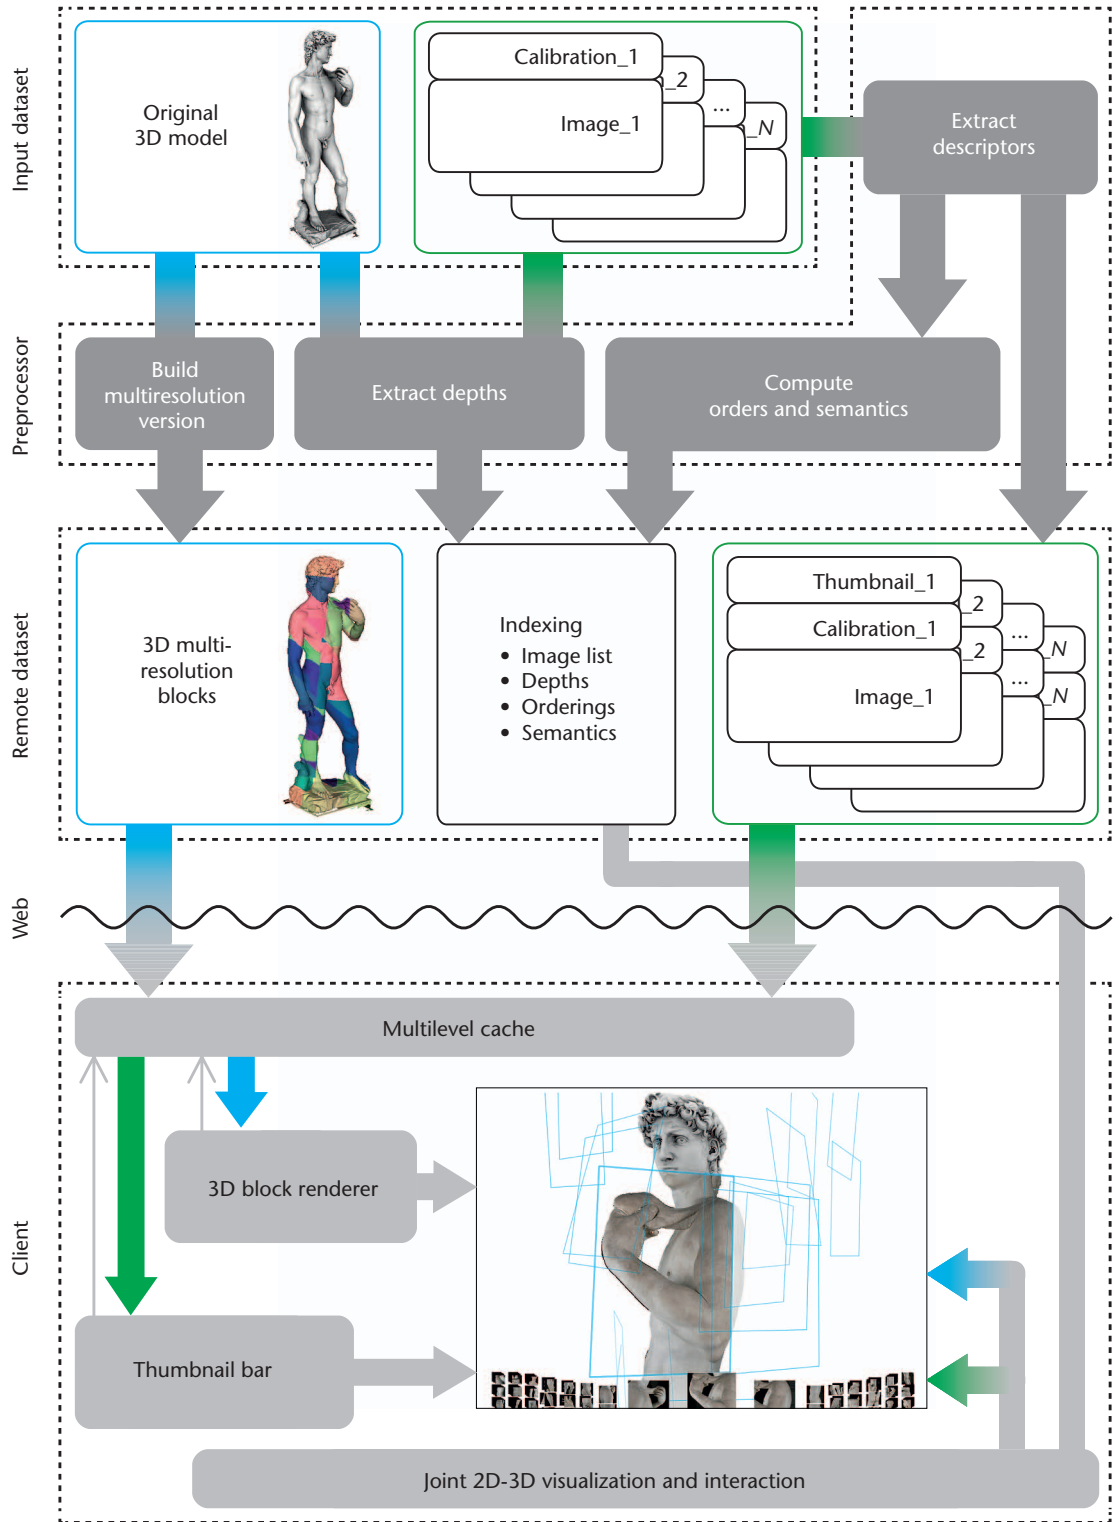 Input dataset
Original
3D model
Calibration_1
_2
...
_N
Image_1
Extract
descriptors
Preprocessor
Build
multiresolution
version
Extract depths
Compute
orders and semantics
Remote dataset
3D multi-
resolution
blocks
Indexing
• Image list
• Depths
• Orderings
• Semantics
Thumbnail_1
_2
...
_N
Calibration_1
_2
...
_N
Image_1
Web
Client
Multilevel cache
3D block renderer
Thumbnail bar
Joint 2D-3D visualization and interaction